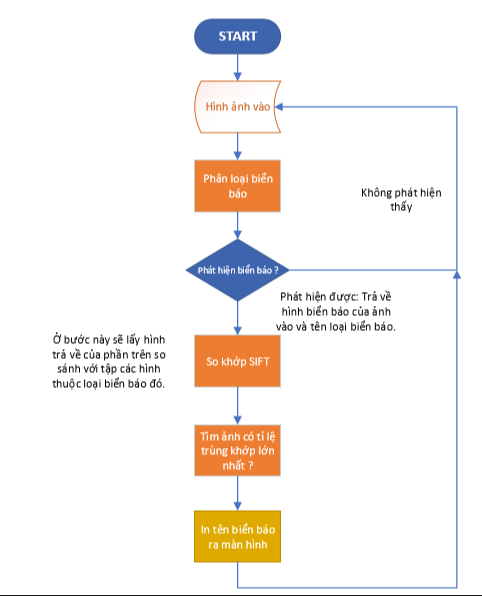 START
Hình ảnh vào
Phân loại biển
báo
Không phát hiện
thấy
Phát hiện biển báo ?
Phát hiện được: Trả về
hình biển báo của ảnh
vào và tên loại biển báo.
Ở bước này sẽ lấy hình
trả về của phần trên so
sánh với tập các hình
thuộc loại biển báo đó.
So khớp SIFT
Tìm ảnh có tỉ lệ
trùng khớp lớn
nhất ?
In tên biển báo
ra màn hình